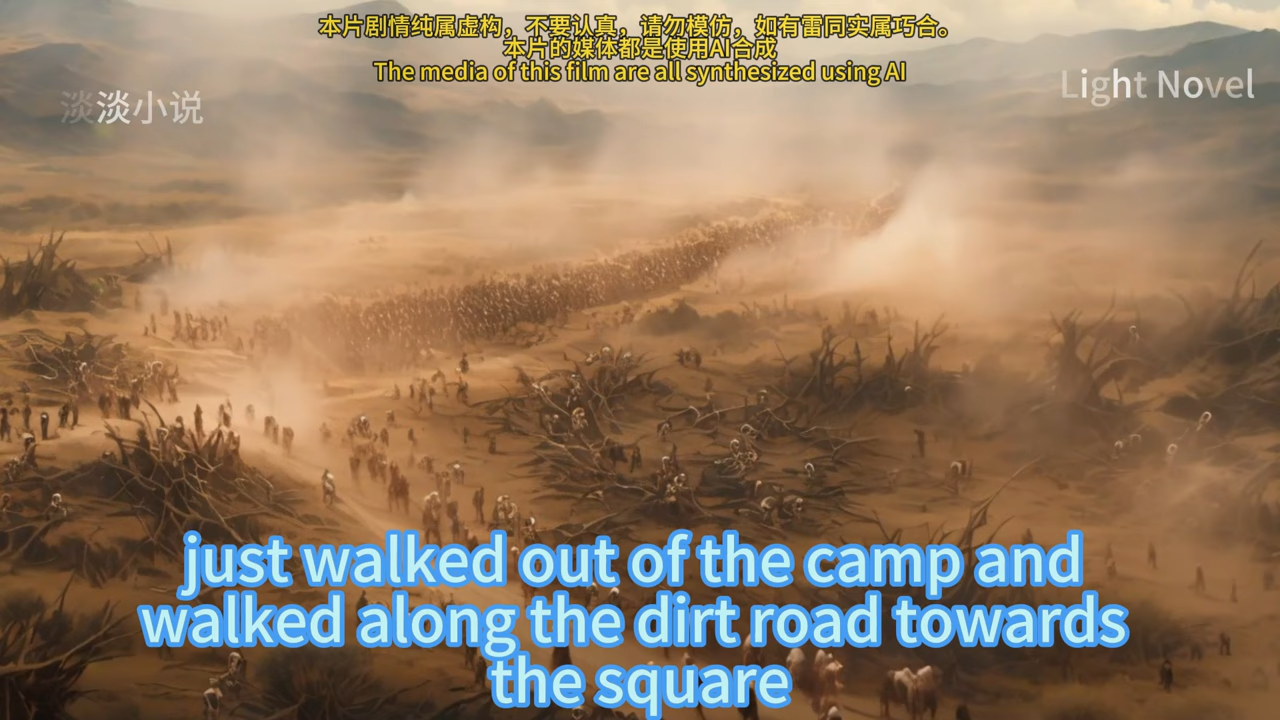 本片剧情纯属虚构，不要认真，请勿模仿，如有雷同实属巧合。
本片的媒体都是使用AI合成
The media of this film are all synthesized using AI
淡淡小说
Light Novel
just walked out of the camp and
walked along the dirt road towards
the square